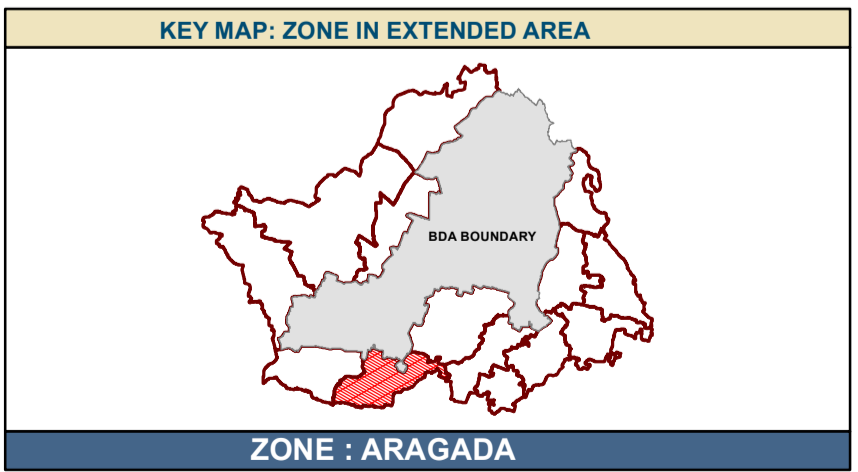 KEY MAP: ZONE IN EXTENDED AREA
BDA BOUNDARY
ZONE : ARAGADA